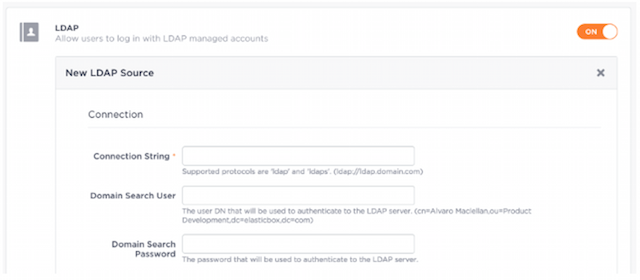 LDAP
Allow users to log in with LDAP managed accounts
ON
New LDAP Source
Connection
Connection String *
Supported protocols are 'ldap' and 'ldaps'. (ldap://ldap.domain.com)
Domain Search User
The user DN that will be used to authenticate to the LDAP server. (cn=Alvaro Maciellan,ou=Product
Development,dc=elasticbox,dc=com)
Domain Search
Password
The password that will be used to authenticate to the LDAP server.